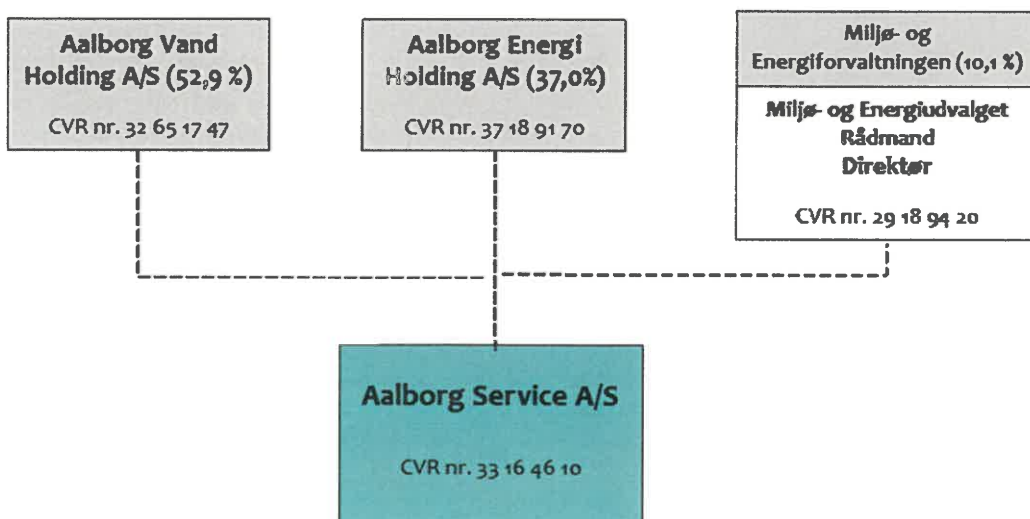 Aalborg Vand
Holding A/S (52,9 %)
CVR nr. 32 65 17 47
Aalborg Energi
Holding A/S (37,0%)
CVR nr. 37 18 91 70
Miljø- og
Energiforvaltningen (10,1 %)
Miljø- og Energiudvalget
Rådmand
Direktør
CVR nr. 29 18 94 20
Aalborg Service A/S
CVR nr. 33 16 46 10